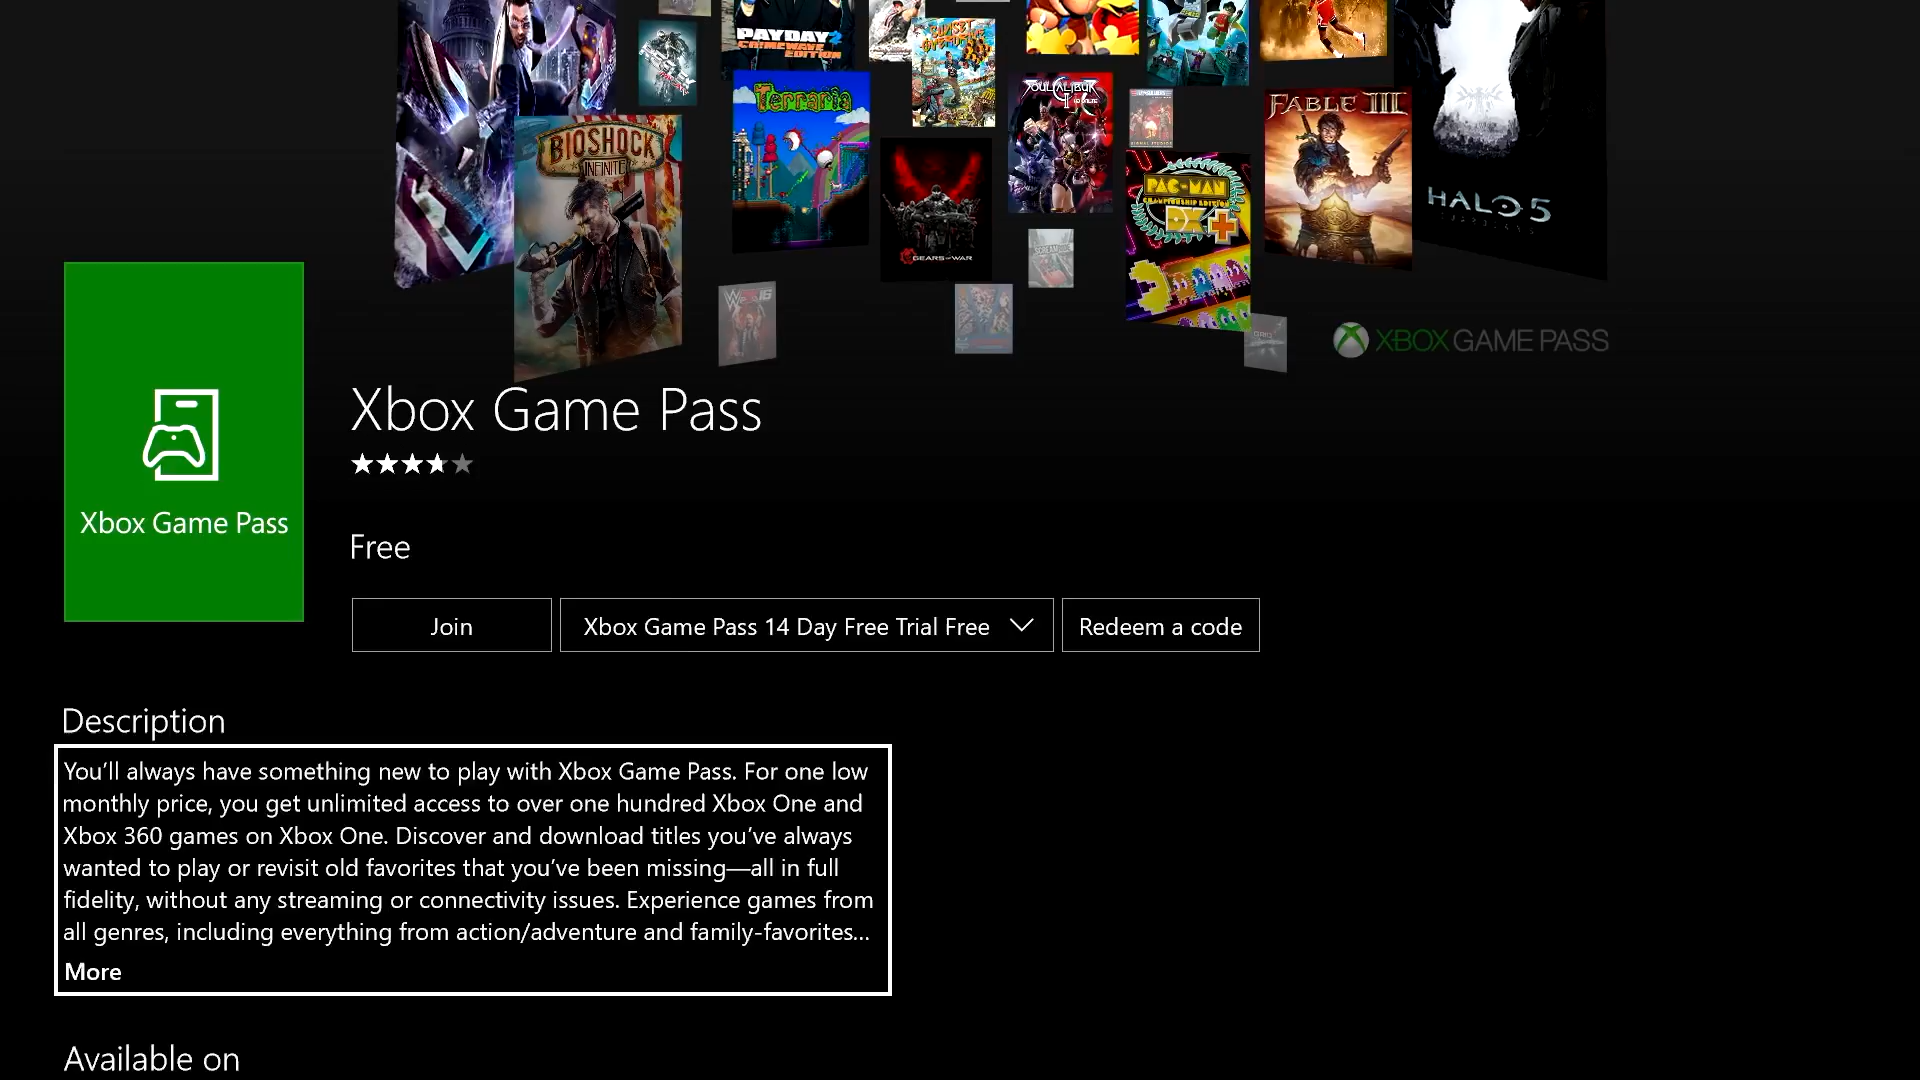 PAYDAY 2
CRIMEWAVE EDITION
SUNSET
OVERDRIVE
Terraria
SOULCALIBUR
II HD ONLINE
FABLE III
BIOSHOCK
INFINITE
PAC-MAN
CHAMPIONSHIP EDITION
DX+
HALO 5
GEARS OF WAR
XBOX GAME PASS
Xbox Game Pass
Xbox Game Pass
Free
Join
Xbox Game Pass 14 Day Free Trial Free
Redeem a code
Description
You’ll always have something new to play with Xbox Game Pass. For one low
monthly price, you get unlimited access to over one hundred Xbox One and
Xbox 360 games on Xbox One. Discover and download titles you’ve always
wanted to play or revisit old favorites that you’ve been missing—all in full
fidelity, without any streaming or connectivity issues. Experience games from
all genres, including everything from action/adventure and family-favorites...
More
Available on